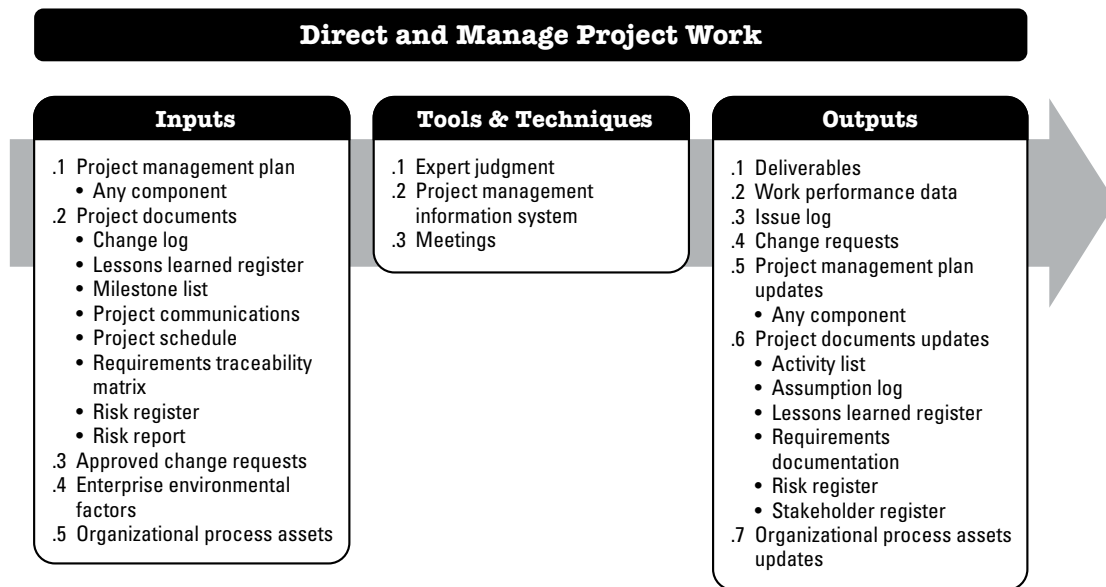 Direct and Manage Project Work
Inputs
.1 Project management plan
• Any component
.2 Project documents
• Change log
• Lessons learned register
• Milestone list
• Project communications
• Project schedule
• Requirements traceability
matrix
• Risk register
• Risk report
.3 Approved change requests
.4 Enterprise environmental
factors
.5 Organizational process assets
Tools & Techniques
.1 Expert judgment
.2 Project management
information system
.3 Meetings
Outputs
.1 Deliverables
.2 Work performance data
.3 Issue log
.4 Change requests
.5 Project management plan
updates
• Any component
.6 Project documents updates
• Activity list
• Assumption log
• Lessons learned register
• Requirements
documentation
• Risk register
• Stakeholder register
.7 Organizational process assets
updates